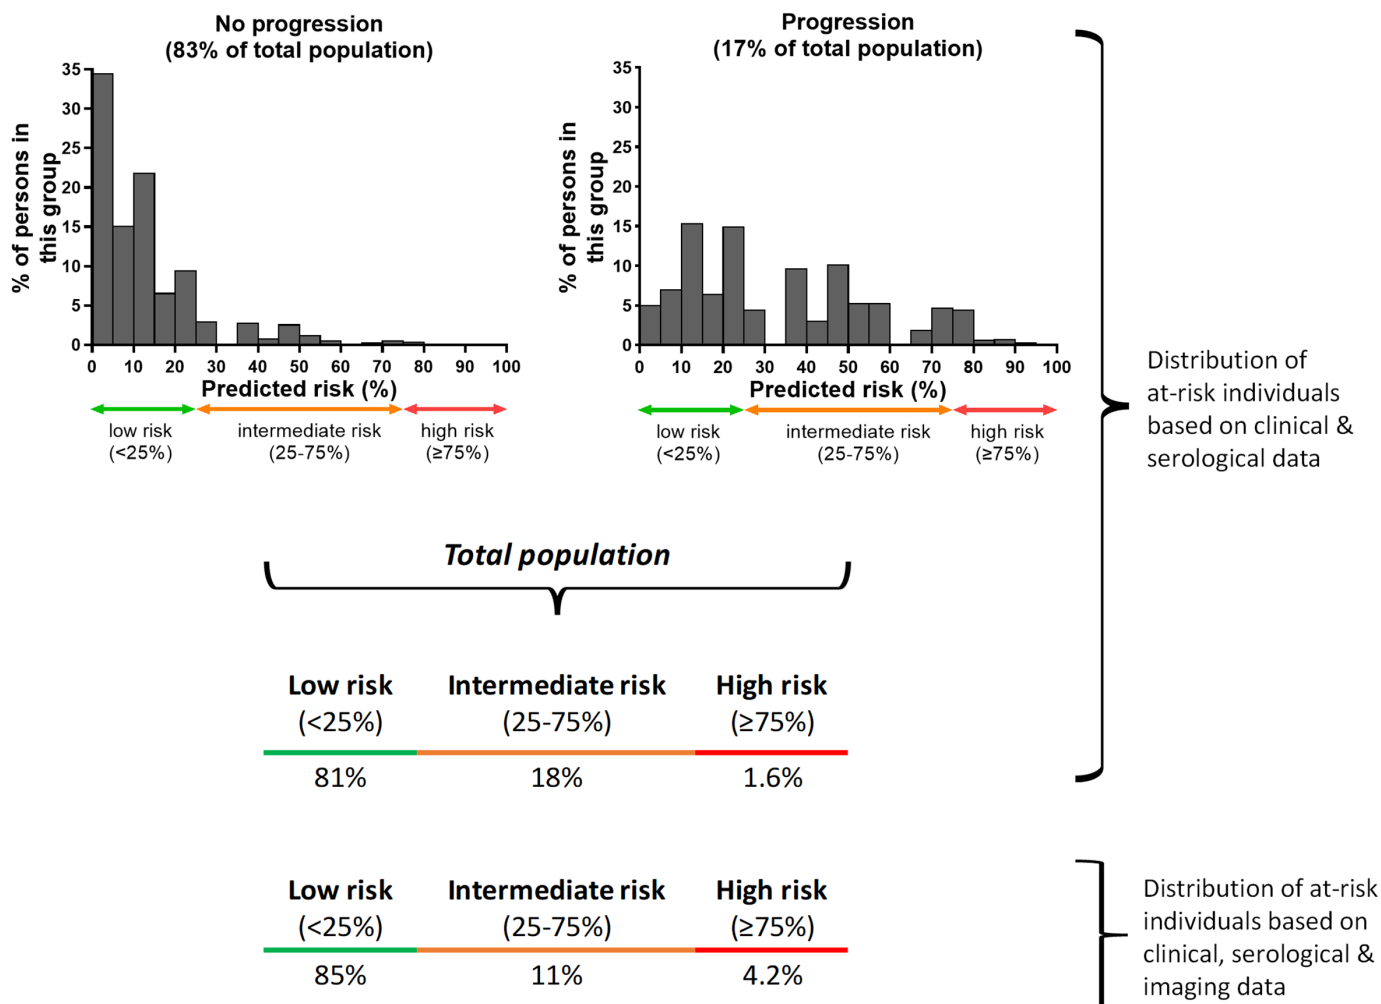 No progression
(83% of total population)
% of persons in
this group
35
30
25
20
15
10
5
0
0 10 20 30 40 50 60 70 80 90 100
Predicted risk (%)
low risk
(<25%)
intermediate risk
(25-75%)
high risk
(≥75%)
Progression
(17% of total population)
% of persons in
this group
35
30
25
20
15
10
5
0
0 10 20 30 40 50 60 70 80 90 100
Predicted risk (%)
low risk
(<25%)
intermediate risk
(25-75%)
high risk
(≥75%)
Distribution of
at-risk individuals
based on clinical &
serological data
Total population
Low risk Intermediate risk High risk
(<25%) (25-75%) (≥75%)
81% 18% 1.6%
Low risk Intermediate risk High risk
(<25%) (25-75%) (≥75%)
85% 11% 4.2%
Distribution of at-risk
individuals based on
clinical, serological &
imaging data